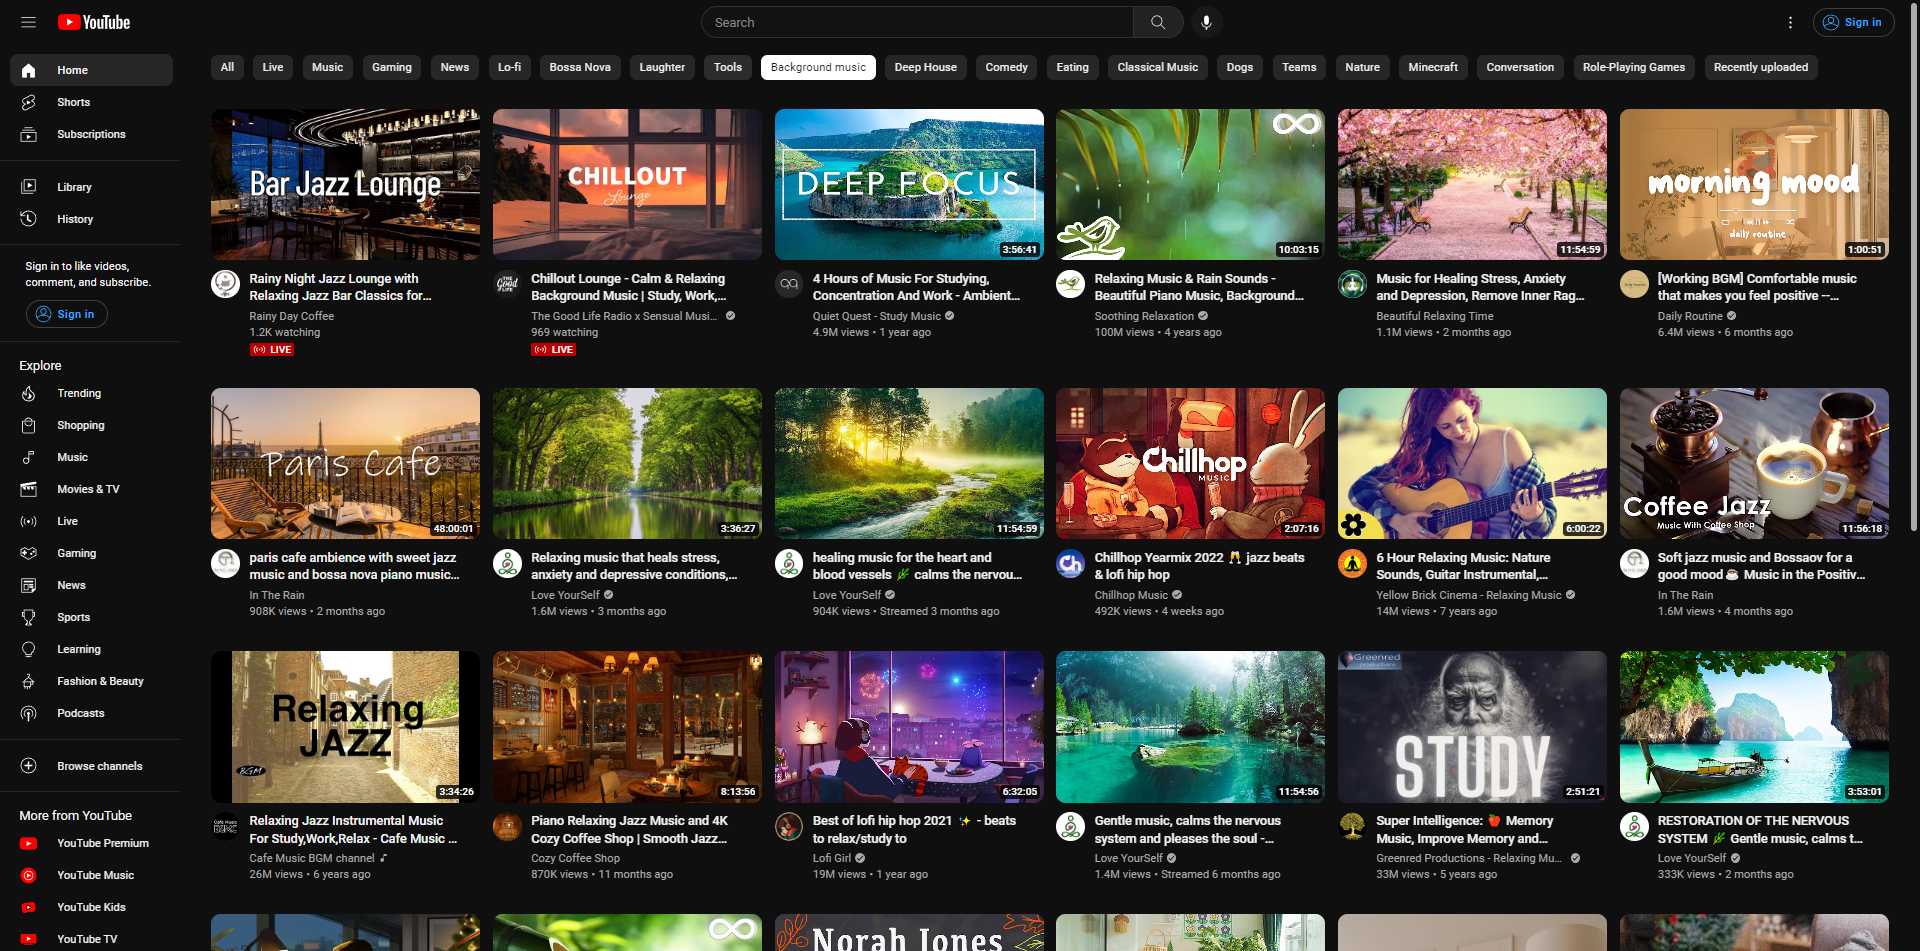 YouTube
Search
Sign in
Home
Shorts
Subscriptions
Library
History
Sign in to like videos,
comment, and subscribe.
Sign in
Explore
Trending
Shopping
Music
Movies & TV
Live
Gaming
News
Sports
Learning
Fashion & Beauty
Podcasts
Browse channels
More from YouTube
YouTube Premium
YouTube Music
YouTube Kids
YouTube TV
All Live Music Gaming News Lo-fi Bossa Nova Laughter Tools Background music Deep House Comedy Eating Classical Music Dogs Teams Nature Minecraft Conversation Role-Playing Games Recently uploaded
Bar Jazz Lounge
Rainy Night Jazz Lounge with
Relaxing Jazz Bar Classics for...
Rainy Day Coffee
1.2K watching
LIVE
CHILLOUT
Lounge
THE
Good
LIFE
Chillout Lounge - Calm & Relaxing
Background Music | Study, Work,...
The Good Life Radio x Sensual Musi...
969 watching
LIVE
DEEP FOCUS
3:56:41
4 Hours of Music For Studying,
Concentration And Work - Ambient...
Quiet Quest - Study Music
4.9M views • 1 year ago
10:03:15
Relaxing Music & Rain Sounds -
Beautiful Piano Music, Background...
Soothing Relaxation
100M views • 4 years ago
11:54:59
Music for Healing Stress, Anxiety
and Depression, Remove Inner Rag...
Beautiful Relaxing Time
1.1M views • 2 months ago
morning mood
daily routine
1:00:51
[Working BGM] Comfortable music
that makes you feel positive --...
Daily Routine
6.4M views • 6 months ago
Paris Cafe
48:00:01
paris cafe ambience with sweet jazz
music and bossa nova piano music...
In The Rain
908K views • 2 months ago
3:36:27
Relaxing music that heals stress,
anxiety and depressive conditions,...
Love YourSelf
1.6M views • 3 months ago
11:54:59
healing music for the heart and
blood vessels 🌿 calms the nervou...
Love YourSelf
904K views • Streamed 3 months ago
Chillhop
MUSIC
2:07:16
Ch
Chillhop Yearmix 2022 🥂 jazz beats
& lofi hip hop
Chillhop Music
492K views • 4 weeks ago
6:00:22
6 Hour Relaxing Music: Nature
Sounds, Guitar Instrumental,...
Yellow Brick Cinema - Relaxing Music
14M views • 7 years ago
Coffee Jazz
Music With Coffee Shop
11:56:18
Soft jazz music and Bossaov for a
good mood☕ Music in the Positiv...
In The Rain
1.6M views • 4 months ago
Relaxing
JAZZ
BGM
3:34:26
Cafe Music
BGM
Relaxing Jazz Instrumental Music
For Study,Work,Relax - Cafe Music ...
Cafe Music BGM channel
26M views • 6 years ago
8:13:56
Piano Relaxing Jazz Music and 4K
Cozy Coffee Shop | Smooth Jazz...
Cozy Coffee Shop
870K views • 11 months ago
6:32:05
Best of lofi hip hop 2021 ✨ - beats
to relax/study to
Lofi Girl
19M views • 1 year ago
11:54:56
Gentle music, calms the nervous
system and pleases the soul -...
Love YourSelf
1.4M views • Streamed 6 months ago
Greenred
productions
STUDY
2:51:21
Super Intelligence: 🍎 Memory
Music, Improve Memory and...
Greenred Productions - Relaxing Mu...
33M views • 5 years ago
3:53:01
RESTORATION OF THE NERVOUS
SYSTEM 🌿 Gentle music, calms t...
Love YourSelf
333K views • 2 months ago
Norah Jones